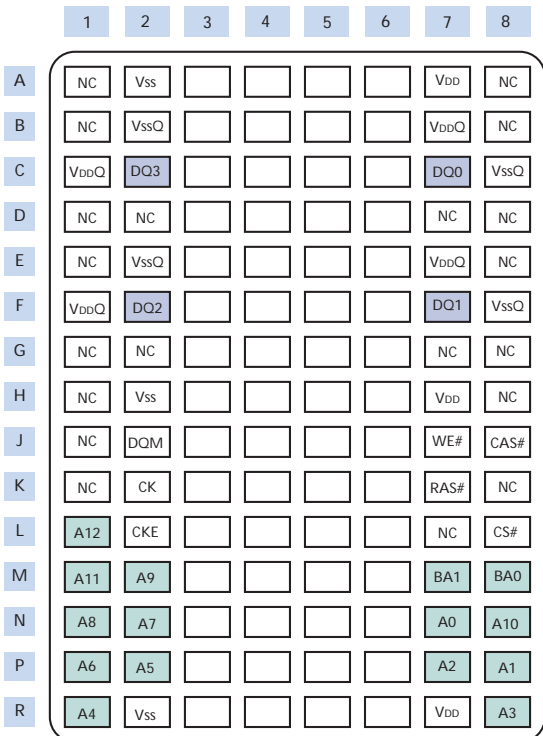 1 2 3 4 5 6 7 8
A NC Vss VDD NC
B NC VssQ VDDQ NC
C VDDQ DQ3 DQ0 VssQ
D NC NC NC NC
E NC VssQ VDDQ NC
F VDDQ DQ2 DQ1 VssQ
G NC NC NC NC
H NC Vss VDD NC
J NC DQM WE# CAS#
K NC CK RAS# NC
L A12 CKE NC CS#
M A11 A9 BA1 BA0
N A8 A7 A0 A10
P A6 A5 A2 A1
R A4 Vss VDD A3